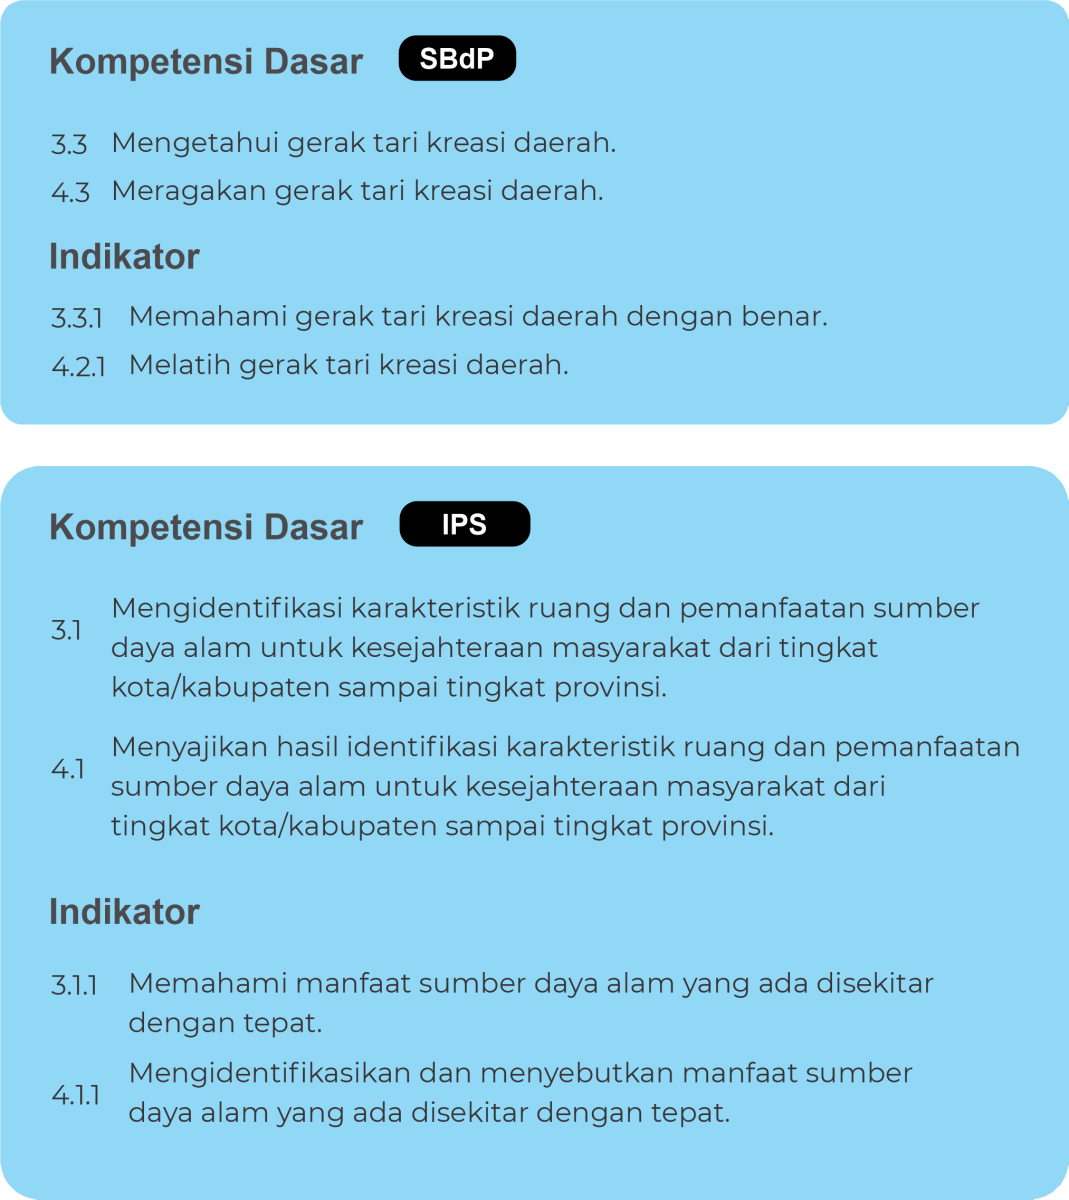 Kompetensi Dasar SBdP
3.3 Mengetahui gerak tari kreasi daerah.
4.3 Meragakan gerak tari kreasi daerah.
Indikator
3.3.1 Memahami gerak tari kreasi daerah dengan benar.
4.2.1 Melatih gerak tari kreasi daerah.
Kompetensi Dasar IPS
3.1 Mengidentifikasi karakteristik ruang dan pemanfaatan sumber
daya alam untuk kesejahteraan masyarakat dari tingkat
kota/kabupaten sampai tingkat provinsi.
4.1 Menyajikan hasil identifikasi karakteristik ruang dan pemanfaatan
sumber daya alam untuk kesejahteraan masyarakat dari
tingkat kota/kabupaten sampai tingkat provinsi.
Indikator
3.1.1 Memahami manfaat sumber daya alam yang ada disekitar
dengan tepat.
4.1.1 Mengidentifikasikan dan menyebutkan manfaat sumber
daya alam yang ada disekitar dengan tepat.